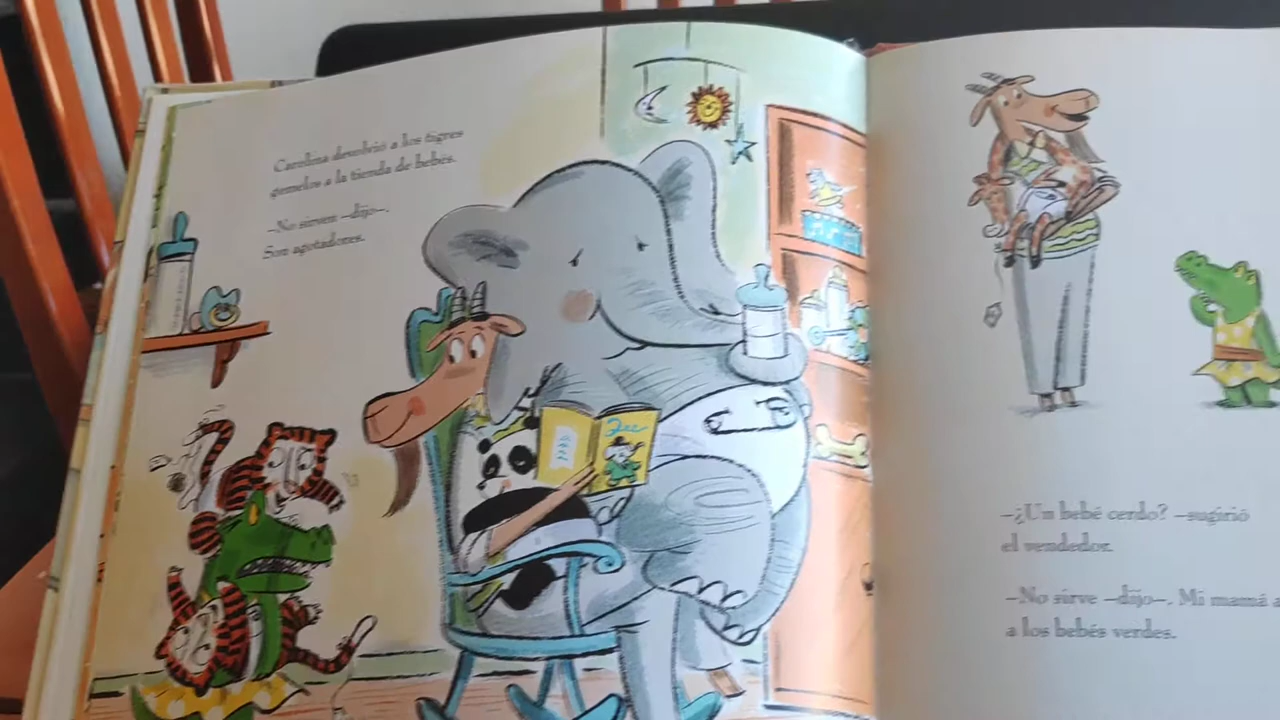 Carolina devolvió a los tigres
gemelos a la tienda de bebés.
–No sirven –dijo–.
Son agotadores.
–¿Un bebé cerdo? –sugirió
el vendedor.
–No sirve –dijo–. Mi mamá a
a los bebés verdes.